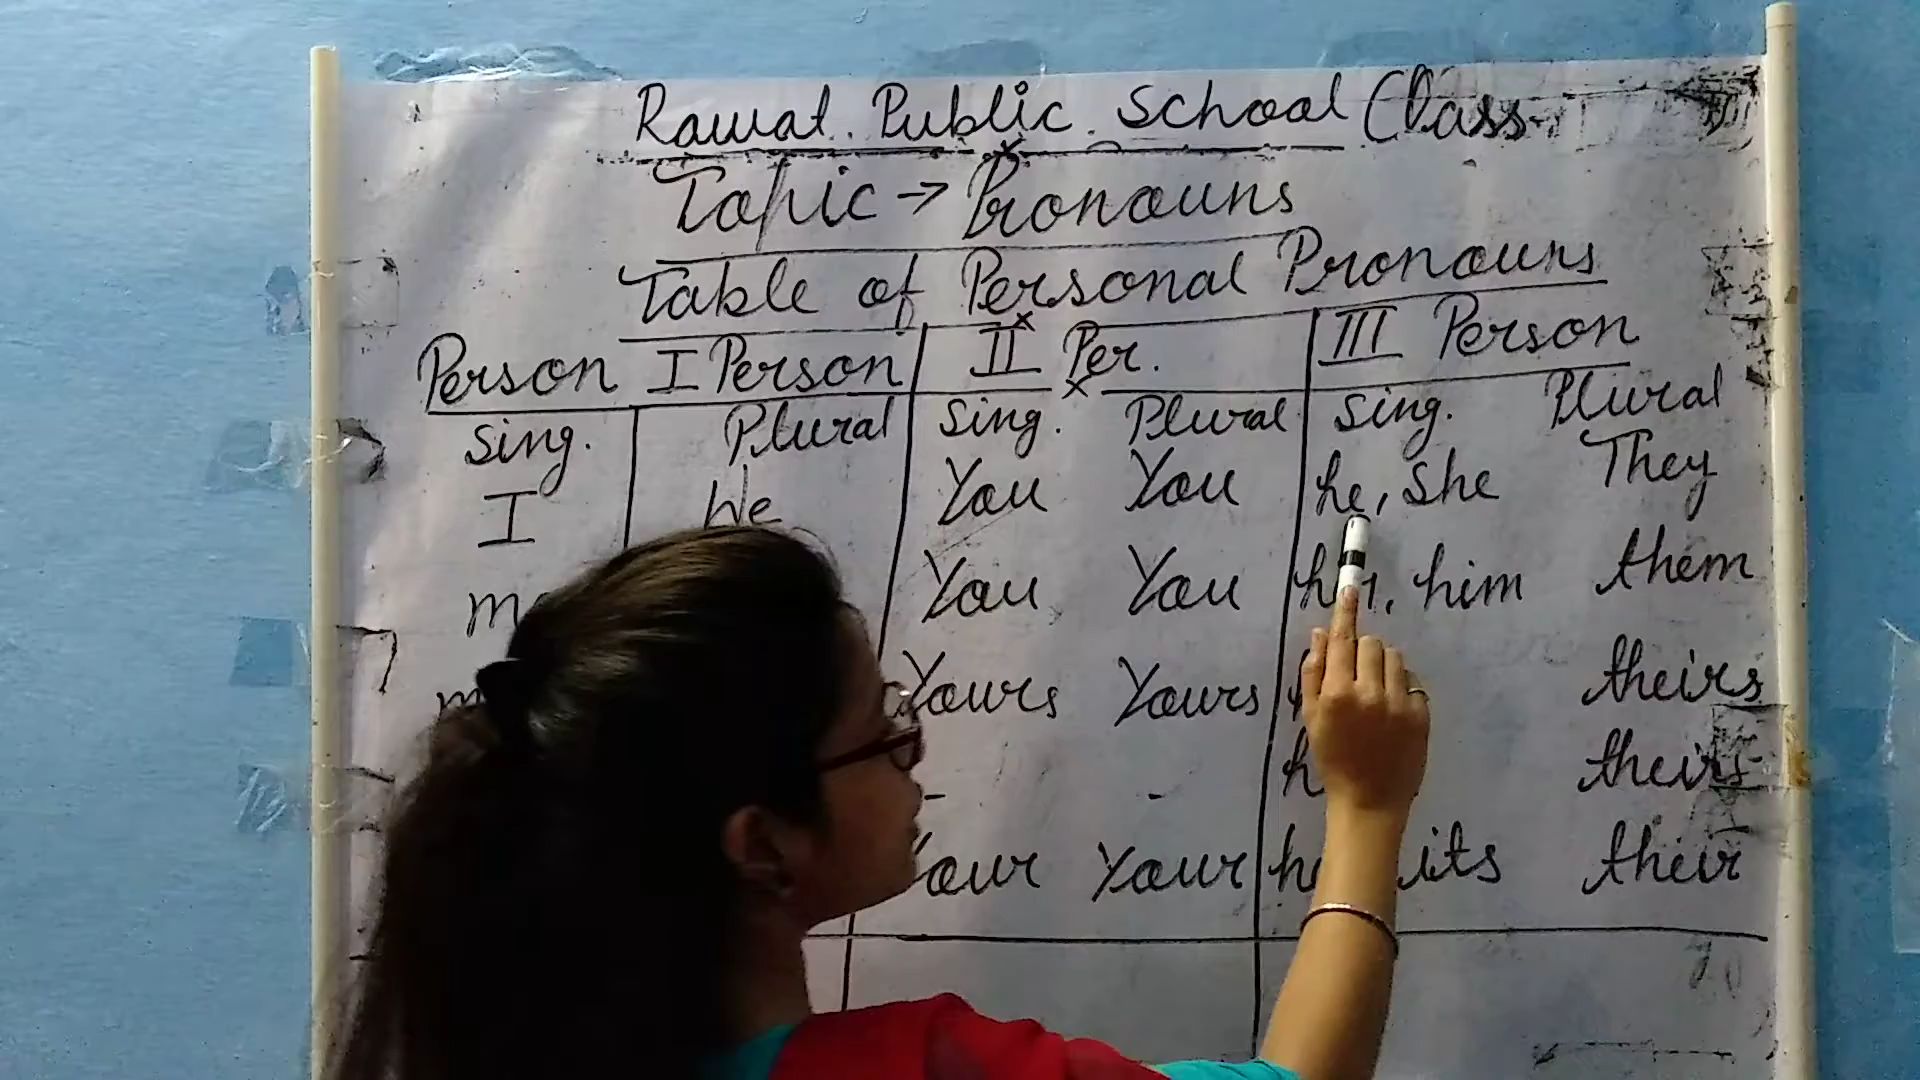 Rawat. Public. School Class
Topic → Pronouns
Table of Personal Pronouns
Person I Person II Per. III Person
Sing. Plural Sing. Plural Sing. Plural
I We You You he, She They
You You her, him them
Yours Yours theirs
- - theirs
Your Your its their